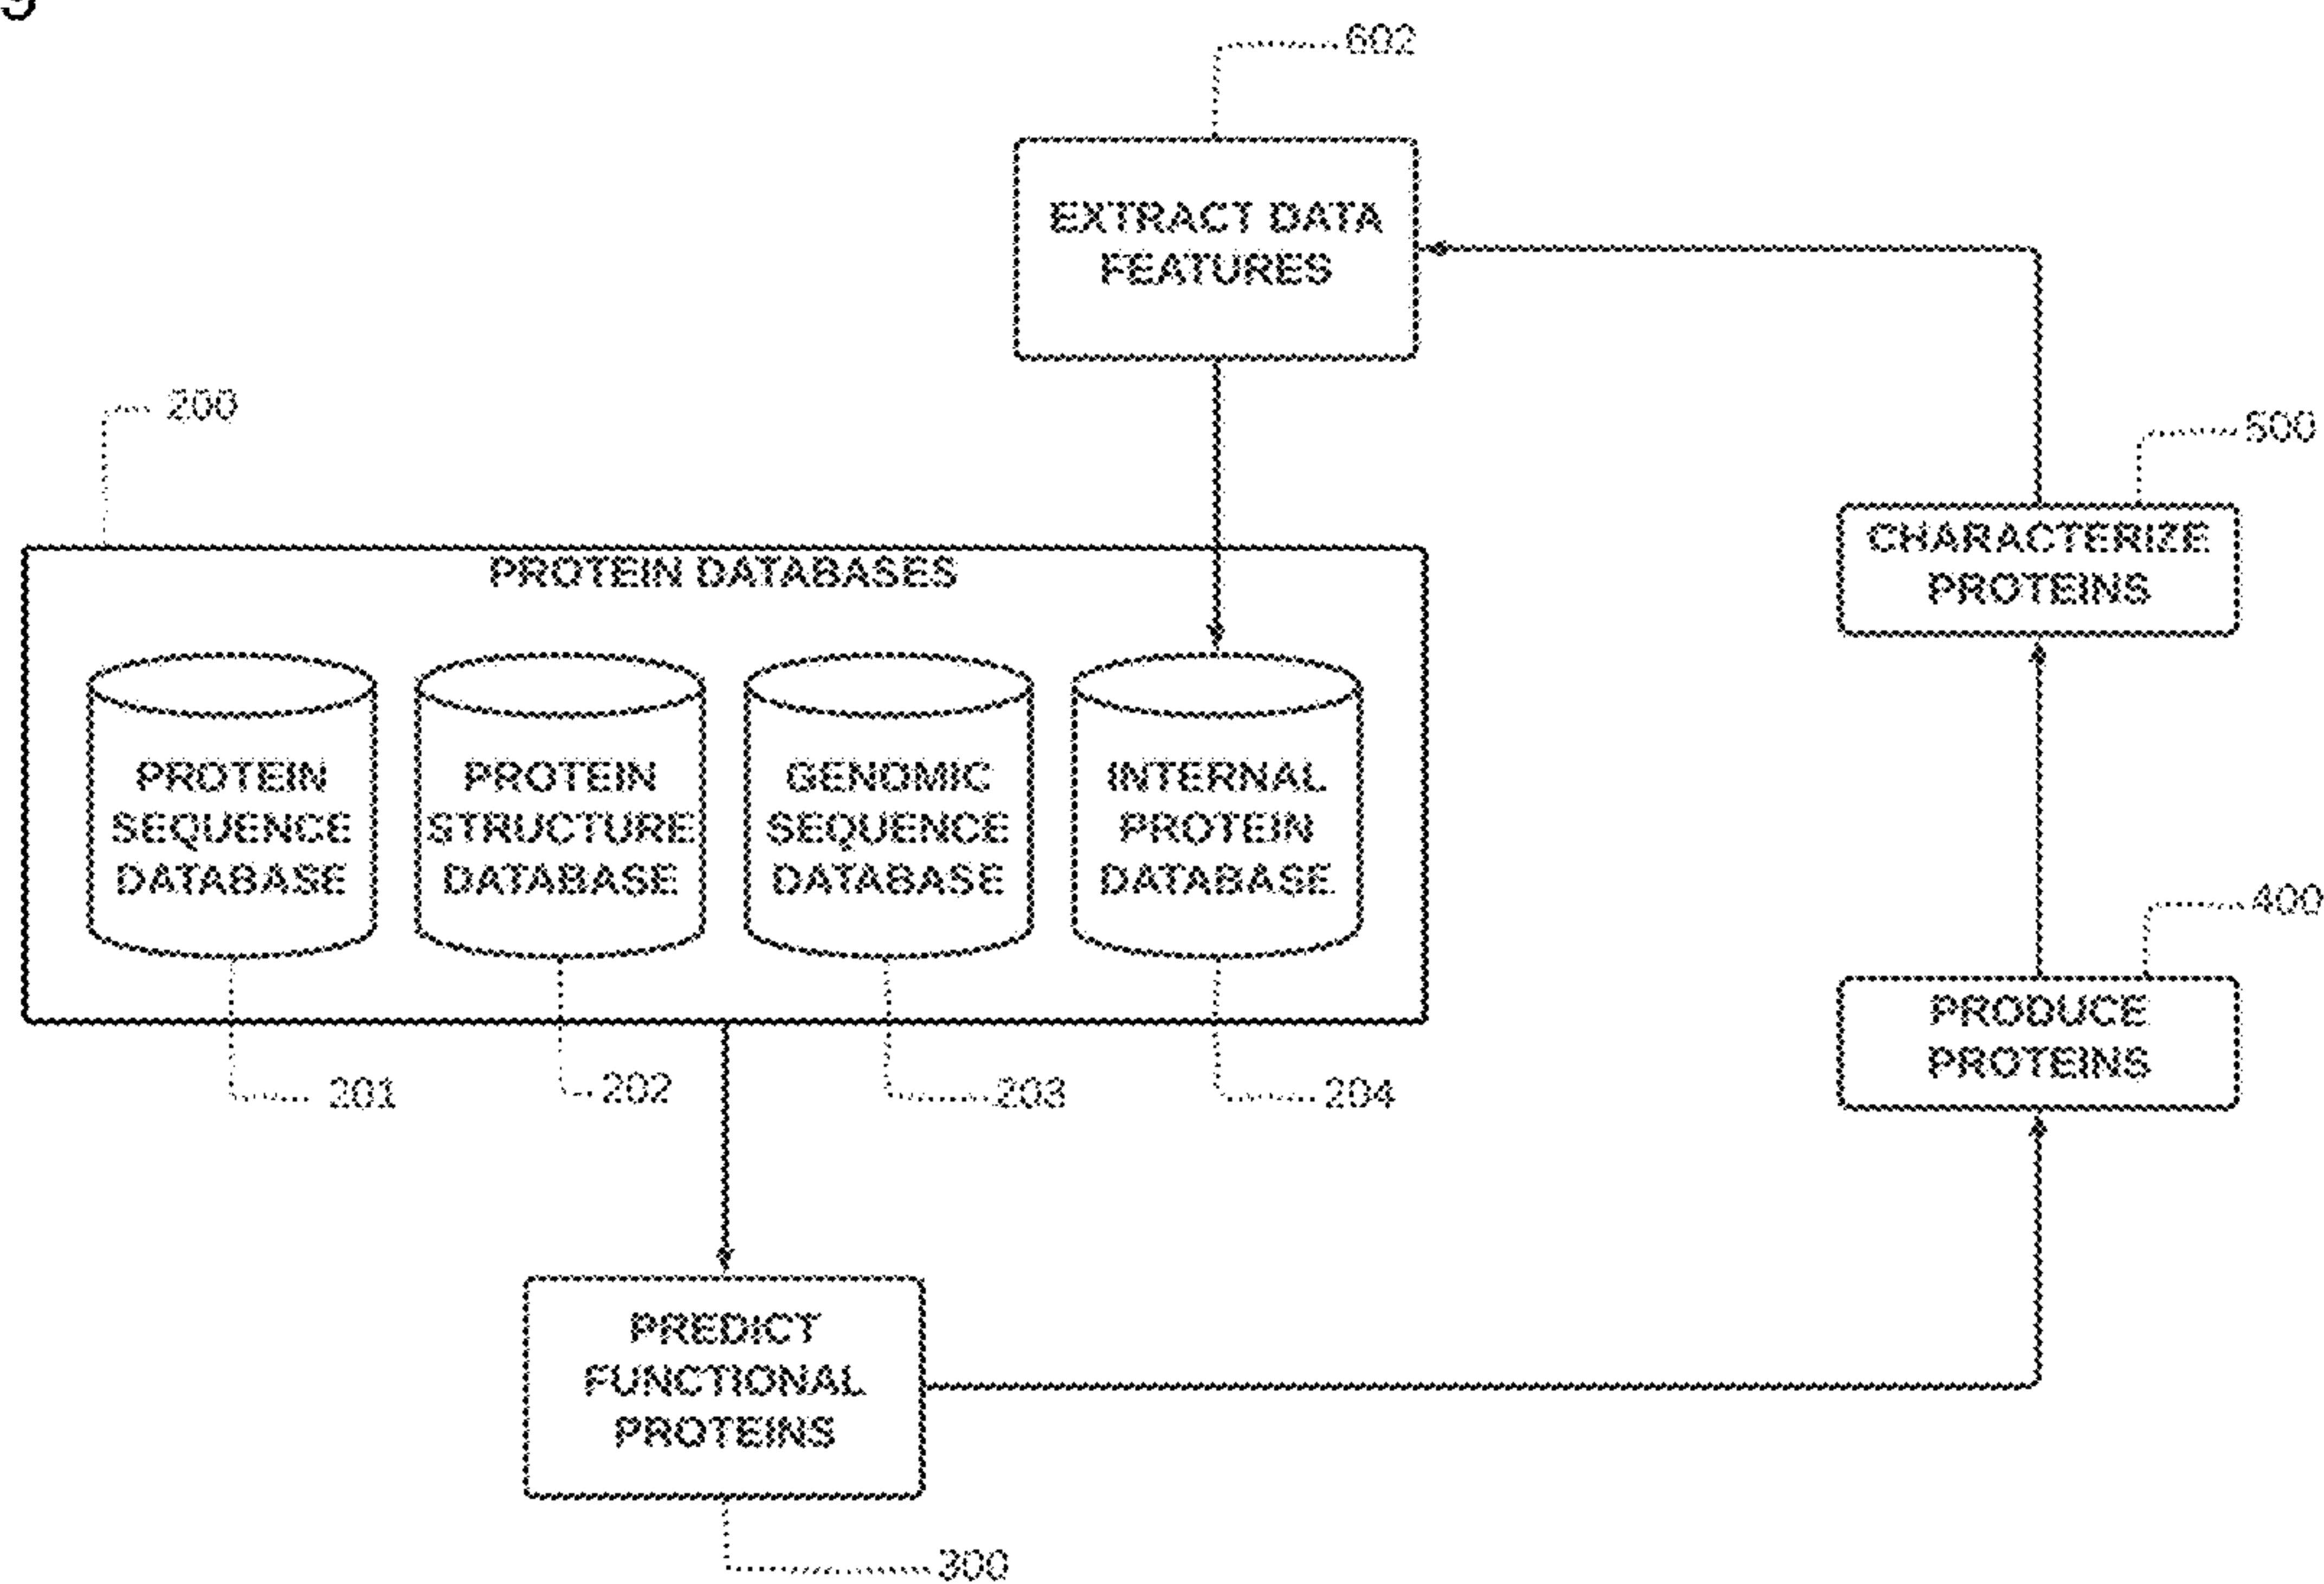 602
EXTRACT DATA
FEATURES
200
500
CHARACTERIZE
PROTEINS
PROTEIN DATABASES
PROTEIN
SEQUENCE
DATABASE
PROTEIN
STRUCTURE
DATABASE
GENOMIC
SEQUENCE
DATABASE
INTERNAL
PROTEIN
DATABASE
400
PRODUCE
PROTEINS
201
202
203
204
PREDICT
FUNCTIONAL
PROTEINS
300